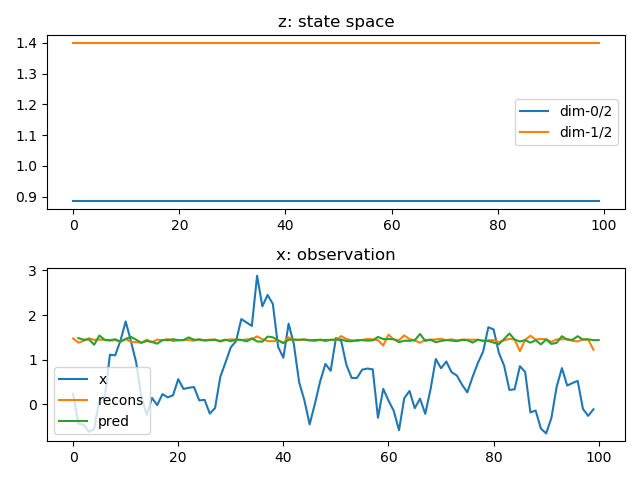 z: state space
1.4
1.3
1.2
1.1
1.0
0.9
dim-0/2
dim-1/2
0 20 40 60 80 100
x: observation
3
2
1
0
x
recons
pred
0 20 40 60 80 100